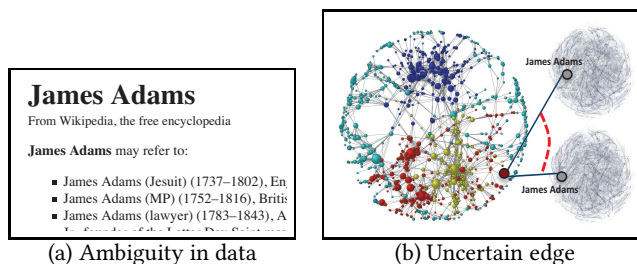 James Adams
From Wikipedia, the free encyclopedia
James Adams may refer to:
James Adams (Jesuit) (1737–1802), En
James Adams (MP) (1752–1816), Britis
James Adams (lawyer) (1783–1843), A
(a) Ambiguity in data
James Adams
James Adams
(b) Uncertain edge